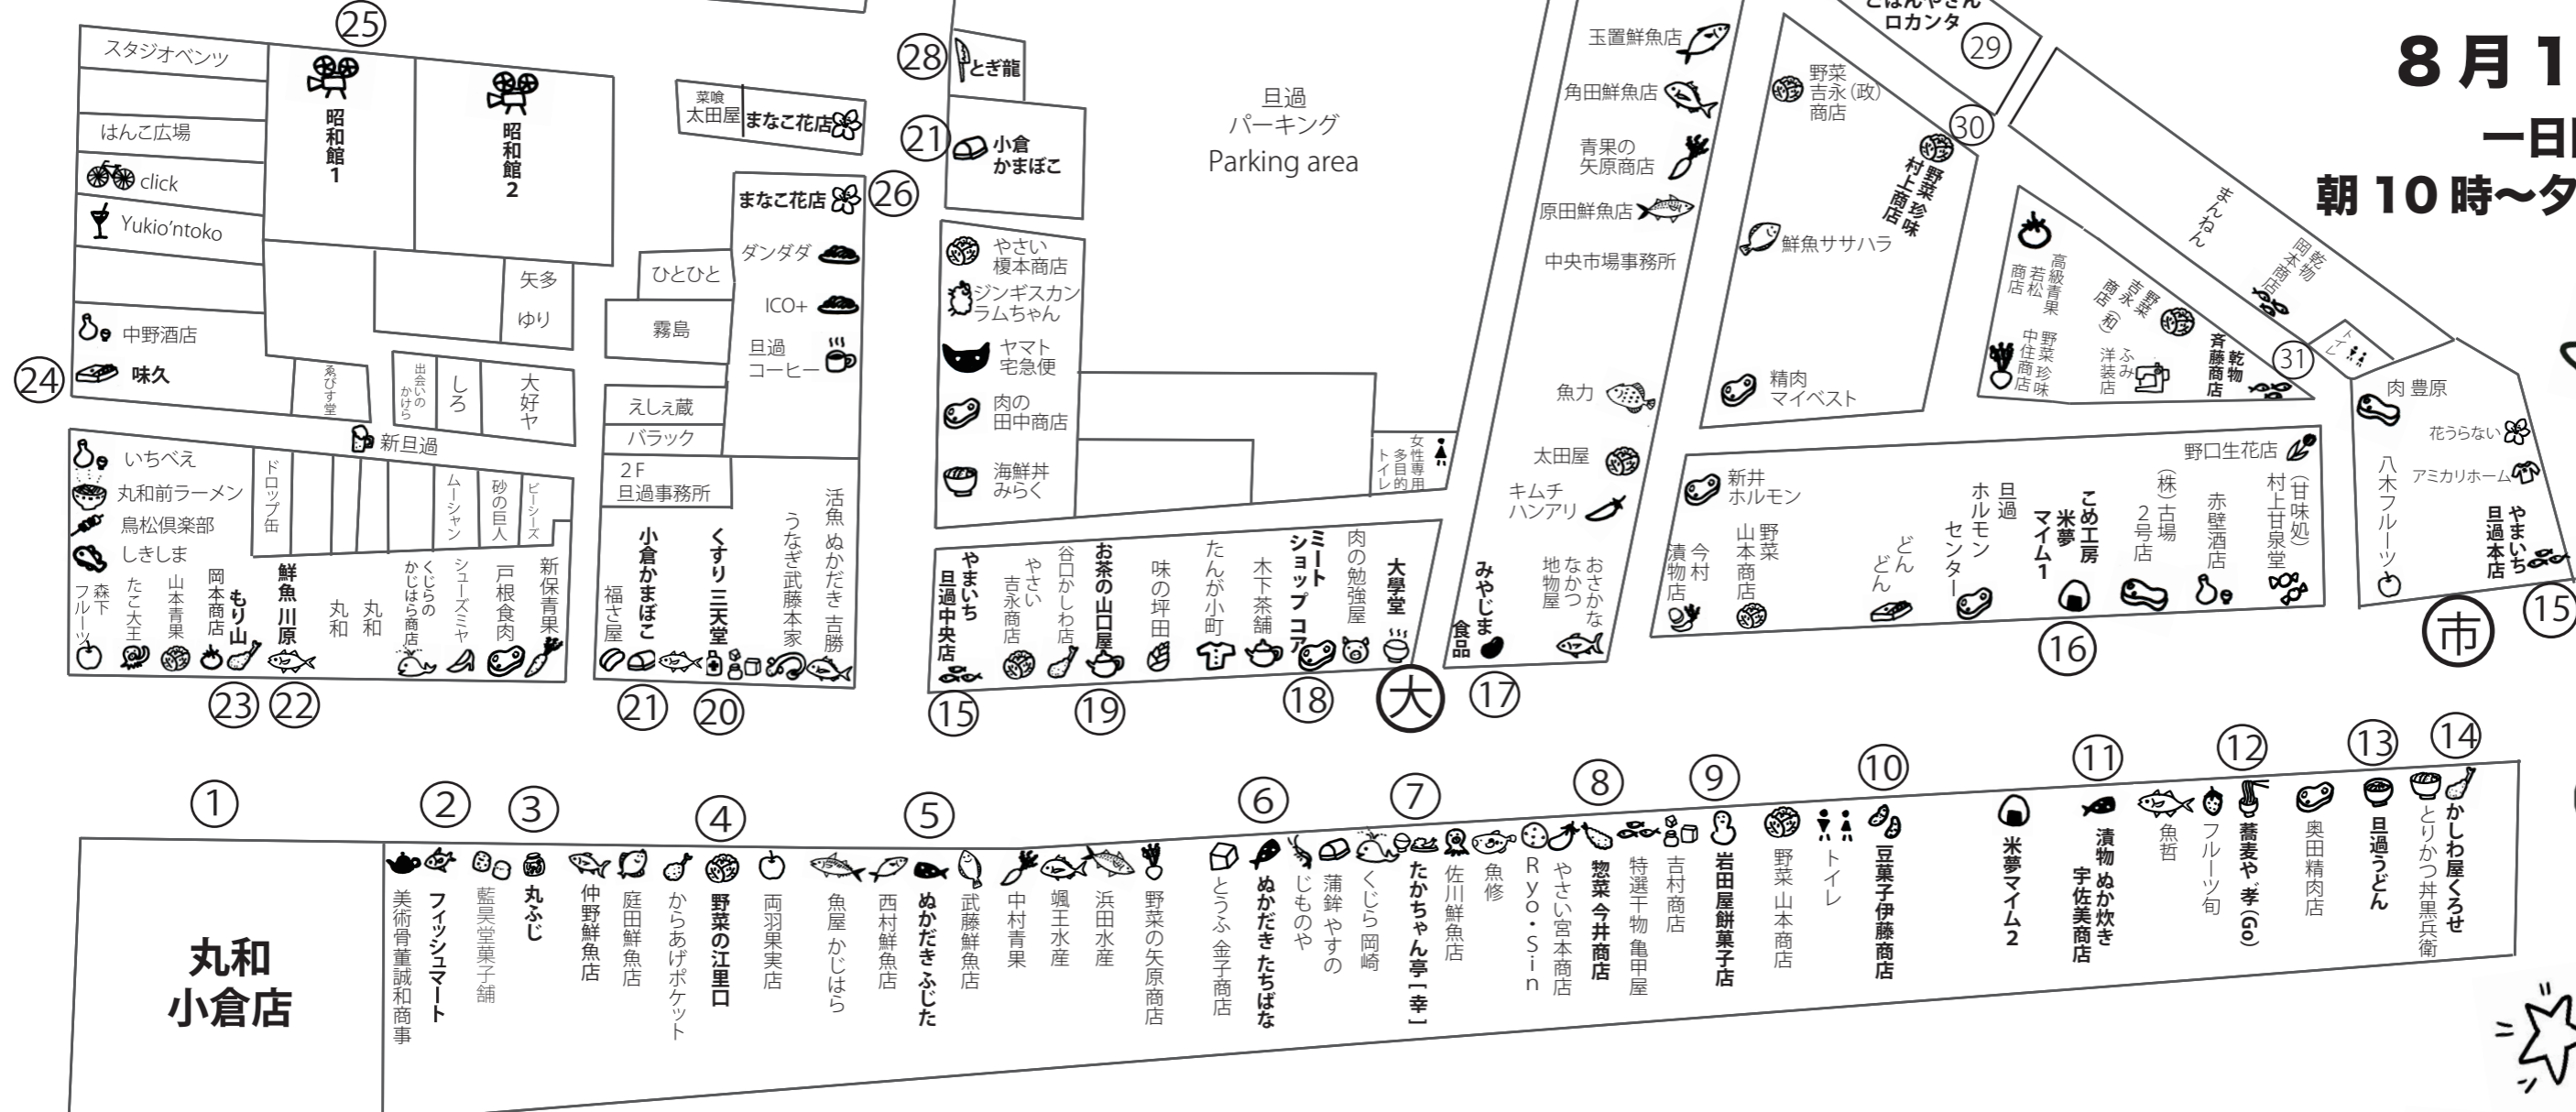 8月1
一日
朝10時〜夕
㉕
スタジオベンツ
はんこ広場
click
Yukio’ntoko
中野酒店
㉔
味久
昭和館1
昭和館2
矢多
ゆり
ゑびす堂
出会いの
かけら
しろ
大好ヤ
新旦過
菜喰
太田屋
まなこ花店
まなこ花店
㉖
ダンダダ
ICO+
旦過
コーヒー
ひとひと
霧島
えしぇ蔵
バラック
2F
旦過事務所
㉘
とぎ龍
㉑
小倉
かまぼこ
やさい
榎本商店
ジンギスカン
ラムちゃん
ヤマト
宅急便
肉の
田中商店
海鮮丼
みらく
旦過
パーキング
Parking area
女性専用
多目的
トイレ
玉置鮮魚店
角田鮮魚店
青果の
矢原商店
原田鮮魚店
中央市場事務所
魚力
太田屋
キムチ
ハンアリ
おさかな
なかつ
地物屋
みやじま
食品
⑰
ロカンタ
㉙
野菜
吉永(政)
商店
㉚
野菜 珍味
村上商店
鮮魚ササハラ
精肉
マイベスト
高級青果
若松
商店
野菜珍味
中住商店
野菜
吉永(和)
商店
ふみ
洋装店
乾物
斉藤商店
㉛
まんねん
乾物
岡本商店
トイレ
肉 豊原
花うらない
アミカリホーム
八木フルーツ
やまいち
旦過本店
⑮
市
新井
ホルモン
今村
漬物店
野菜
山本商店
どん
どん
旦過
ホルモン
センター
こめ工房
米夢
マイム1
⑯
(株)古場
2号店
赤壁酒店
野口生花店
(甘味処)
村上甘泉堂
いちべえ
丸和前ラーメン
鳥松倶楽部
しきしま
森下
フルーツ
たこ大王
山本青果
岡本商店
もり山
㉓
鮮魚 川原
㉒
丸和
丸和
くじらの
かじはら商店
シューズミヤ
戸根食肉
新保青果
ドロップ缶
ムーシャン
砂の巨人
ビーシーズ
福さ屋
小倉かまぼこ
㉑
くすり 三天堂
⑳
うなぎ武藤本家
活魚 ぬかだき 吉勝
やまいち
旦過中央店
⑮
やさい
吉永商店
谷口かしわ店
お茶の山口屋
⑲
味の坪田
たんが小町
木下茶舗
ミート
ショップ コア
⑱
肉の勉強屋
大學堂
大
①
丸和
小倉店
美術骨董誠和商事
②
フィッシュマート
藍昊堂菓子舗
③
丸ふじ
仲野鮮魚店
庭田鮮魚店
からあげポケット
④
野菜の江里口
両羽果実店
魚屋 かじはら
西村鮮魚店
⑤
ぬかだき ふじた
武藤鮮魚店
中村青果
颯王水産
浜田水産
野菜の矢原商店
とうふ 金子商店
⑥
ぬかだき たちばな
じものや
蒲鉾 やすの
くじら 岡崎
⑦
たかちゃん亭[幸]
佐川鮮魚店
魚修
Ryo・Sin
やさい宮本商店
⑧
惣菜 今井商店
特選干物 亀甲屋
吉村商店
⑨
岩田屋餅菓子店
野菜 山本商店
トイレ
⑩
豆菓子伊藤商店
米夢マイム2
⑪
漬物 ぬか炊き
宇佐美商店
魚哲
フルーツ旬
⑫
蕎麦や 孝(Go)
奥田精肉店
⑬
旦過うどん
とりかつ丼黒兵衛
⑭
かしわ屋くろせ